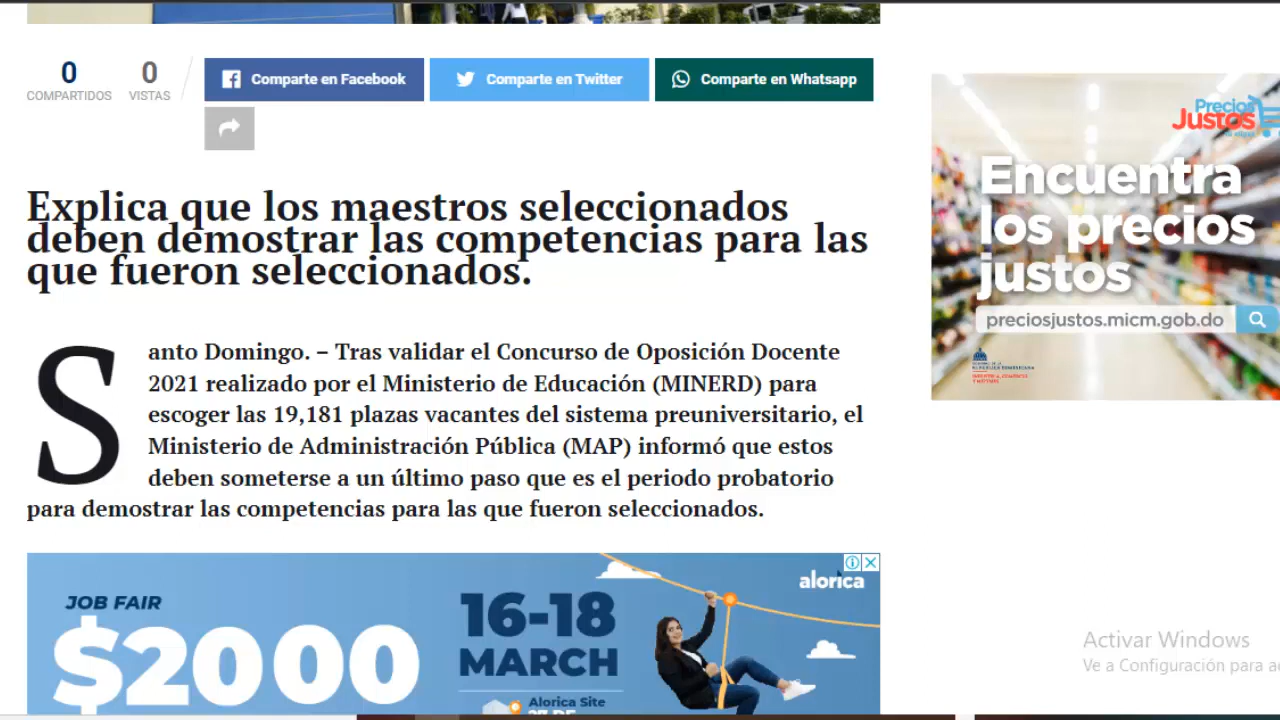 0
COMPARTIDOS
0
VISTAS
Comparte en Facebook
Comparte en Twitter
Comparte en Whatsapp
Explica que los maestros seleccionados
deben demostrar las competencias para las
que fueron seleccionados.
Santo Domingo. – Tras validar el Concurso de Oposición Docente
2021 realizado por el Ministerio de Educación (MINERD) para
escoger las 19,181 plazas vacantes del sistema preuniversitario, el
Ministerio de Administración Pública (MAP) informó que estos
deben someterse a un último paso que es el periodo probatorio
para demostrar las competencias para las que fueron seleccionados.
JOB FAIR
$2000
16-18
MARCH
Alorica Site
alorica
Precios
Justos
Encuentra
los precios
justos
preciosjustos.micm.gob.do
Activar Windows
Ve a Configuración para